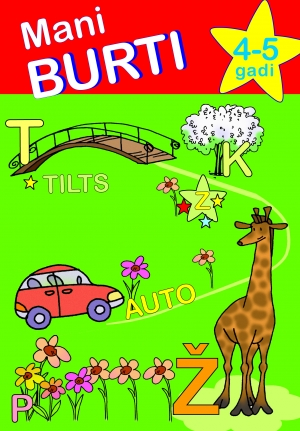 Mani
BURTI
4-5
gadi
T
K
TILTS
Z
AUTO
P
Ž